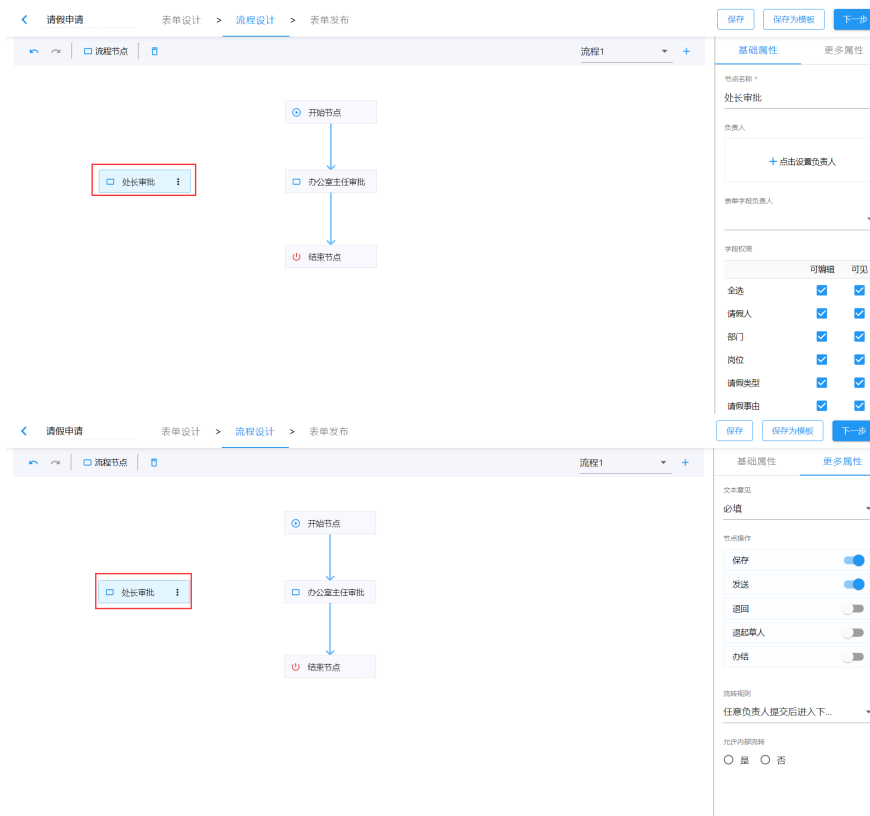 请假申请 表单设计 > 流程设计 > 表单发布 保存 保存为模板 下一步
流程节点 流程1 + 基础属性 更多属性
节点名称 *
处长审批
负责人
+ 点击设置负责人
表单字段负责人
字段权限
可编辑 可见
全选
请假人
部门
岗位
请假类型
请假事由
开始节点
处长审批
办公室主任审批
结束节点
请假申请 表单设计 > 流程设计 > 表单发布 保存 保存为模板 下一步
流程节点 流程1 + 基础属性 更多属性
文本意见
必填
节点操作
保存
发送
退回
退起草人
办结
流转规则
任意负责人提交后进入下...
允许内部流转
是 否
开始节点
处长审批
办公室主任审批
结束节点